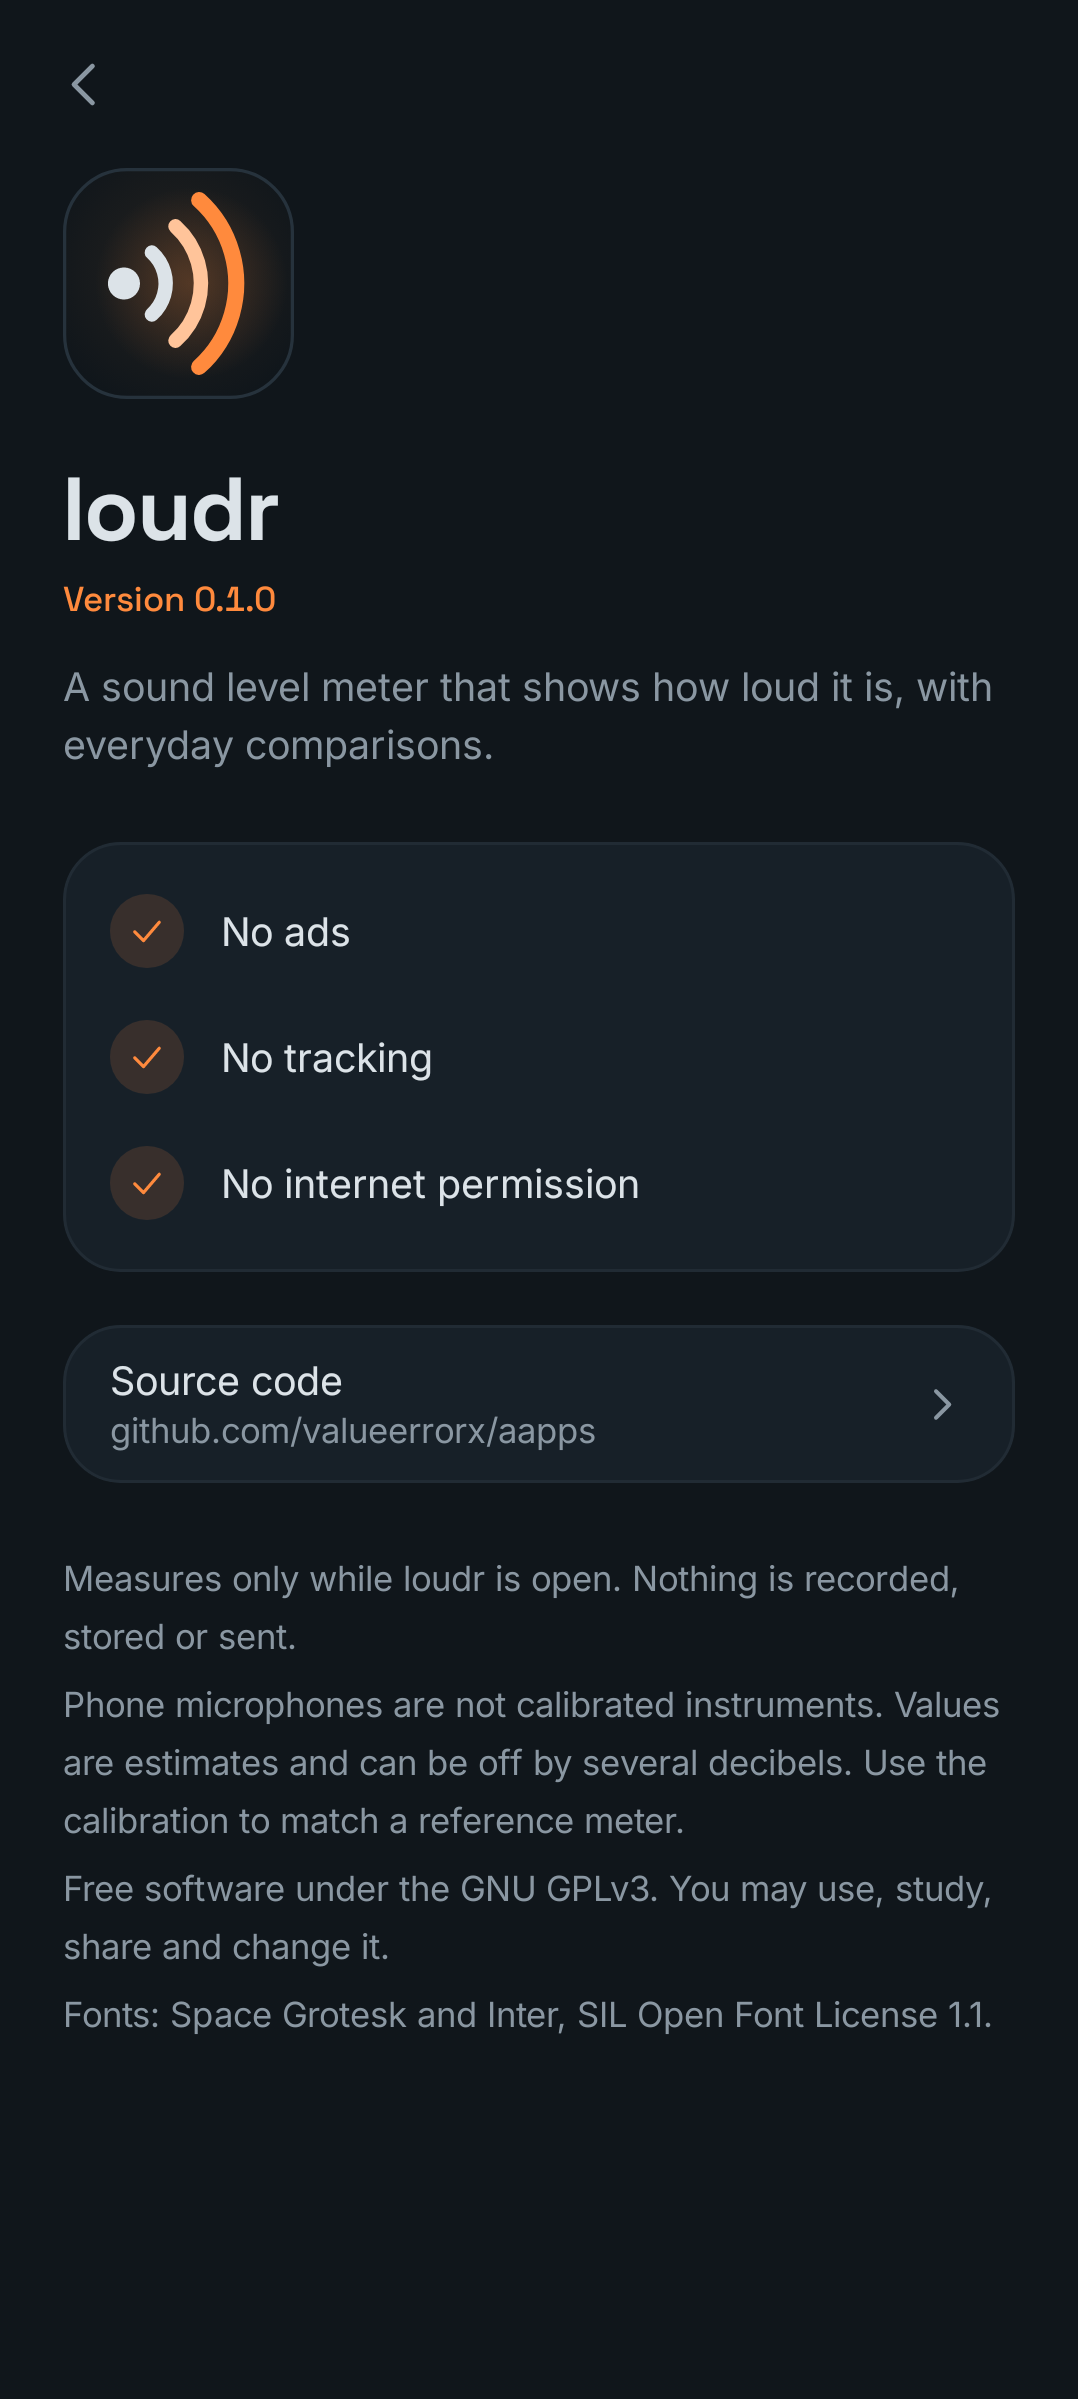 loudr
Version 0.1.0
A sound level meter that shows how loud it is, with
everyday comparisons.
No ads
No tracking
No internet permission
Source code
github.com/valueerrorx/aapps
Measures only while loudr is open. Nothing is recorded,
stored or sent.
Phone microphones are not calibrated instruments. Values
are estimates and can be off by several decibels. Use the
calibration to match a reference meter.
Free software under the GNU GPLv3. You may use, study,
share and change it.
Fonts: Space Grotesk and Inter, SIL Open Font License 1.1.